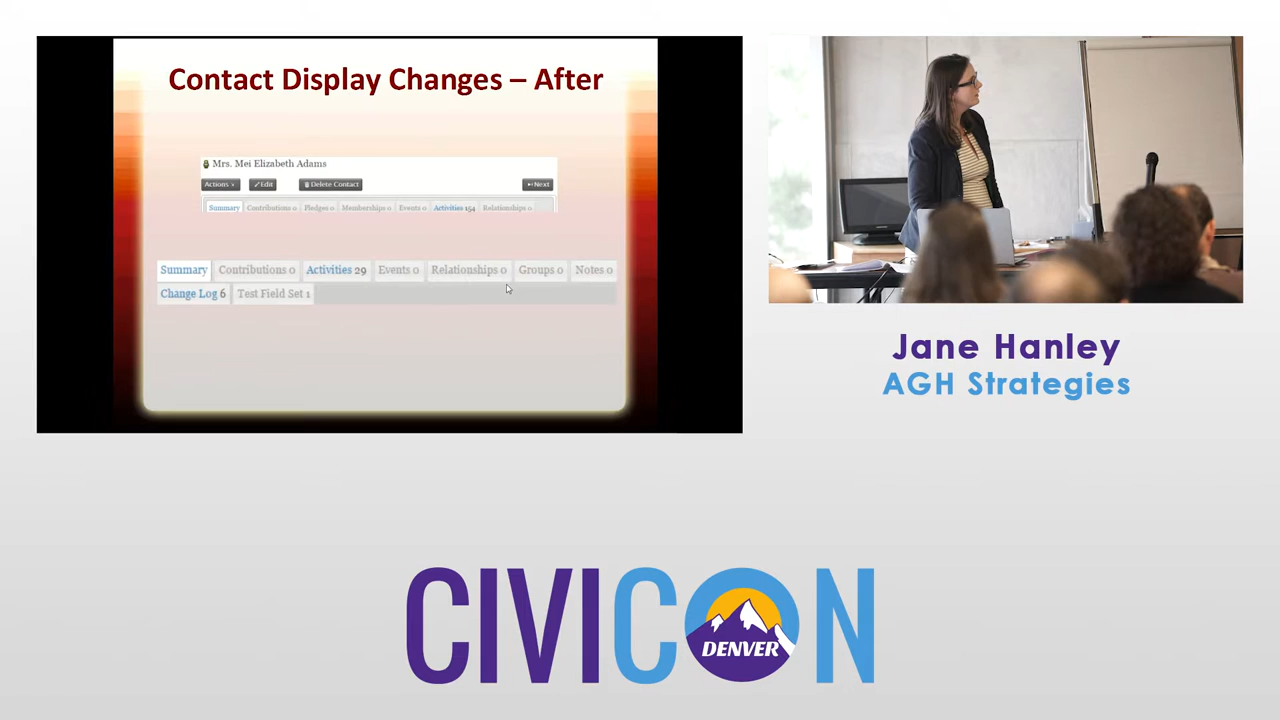 Contact Display Changes – After
Mrs. Mei Elizabeth Adams
Actions Edit Delete Contact Next
Summary Contributions 0 Pledges 0 Memberships 0 Events 0 Activities 154 Relationships 0
Summary Contributions 0 Activities 29 Events 0 Relationships 0 Groups 0 Notes 0
Change Log 6 Test Field Set 1
Jane Hanley
AGH Strategies
CIVICON
DENVER